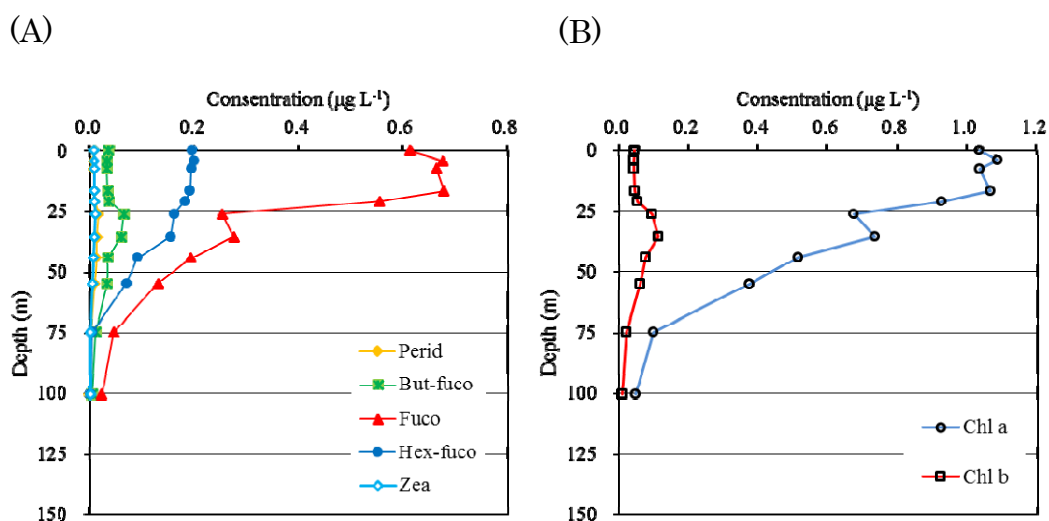 (A)
Consentration (µg L-1)
0.0 0.2 0.4 0.6 0.8
0
25
50
75
100
125
150
Depth (m)
Perid
But-fuco
Fuco
Hex-fuco
Zea
(B)
Consentration (µg L-1)
0.0 0.2 0.4 0.6 0.8 1.0 1.2
0
25
50
75
100
125
150
Depth (m)
Chl a
Chl b